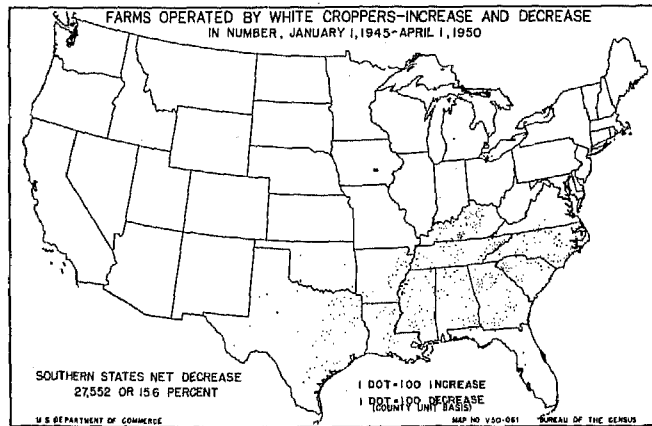 FARMS OPERATED BY WHITE CROPPERS-INCREASE AND DECREASE
IN NUMBER, JANUARY 1, 1945-APRIL 1, 1950
SOUTHERN STATES NET DECREASE
27,552 OR 15.6 PERCENT
1 DOT=100 INCREASE
1 DOT=100 DECREASE
(COUNTY UNIT BASIS)
U S DEPARTMENT OF COMMERCE
MAP NO V50-061
BUREAU OF THE CENSUS